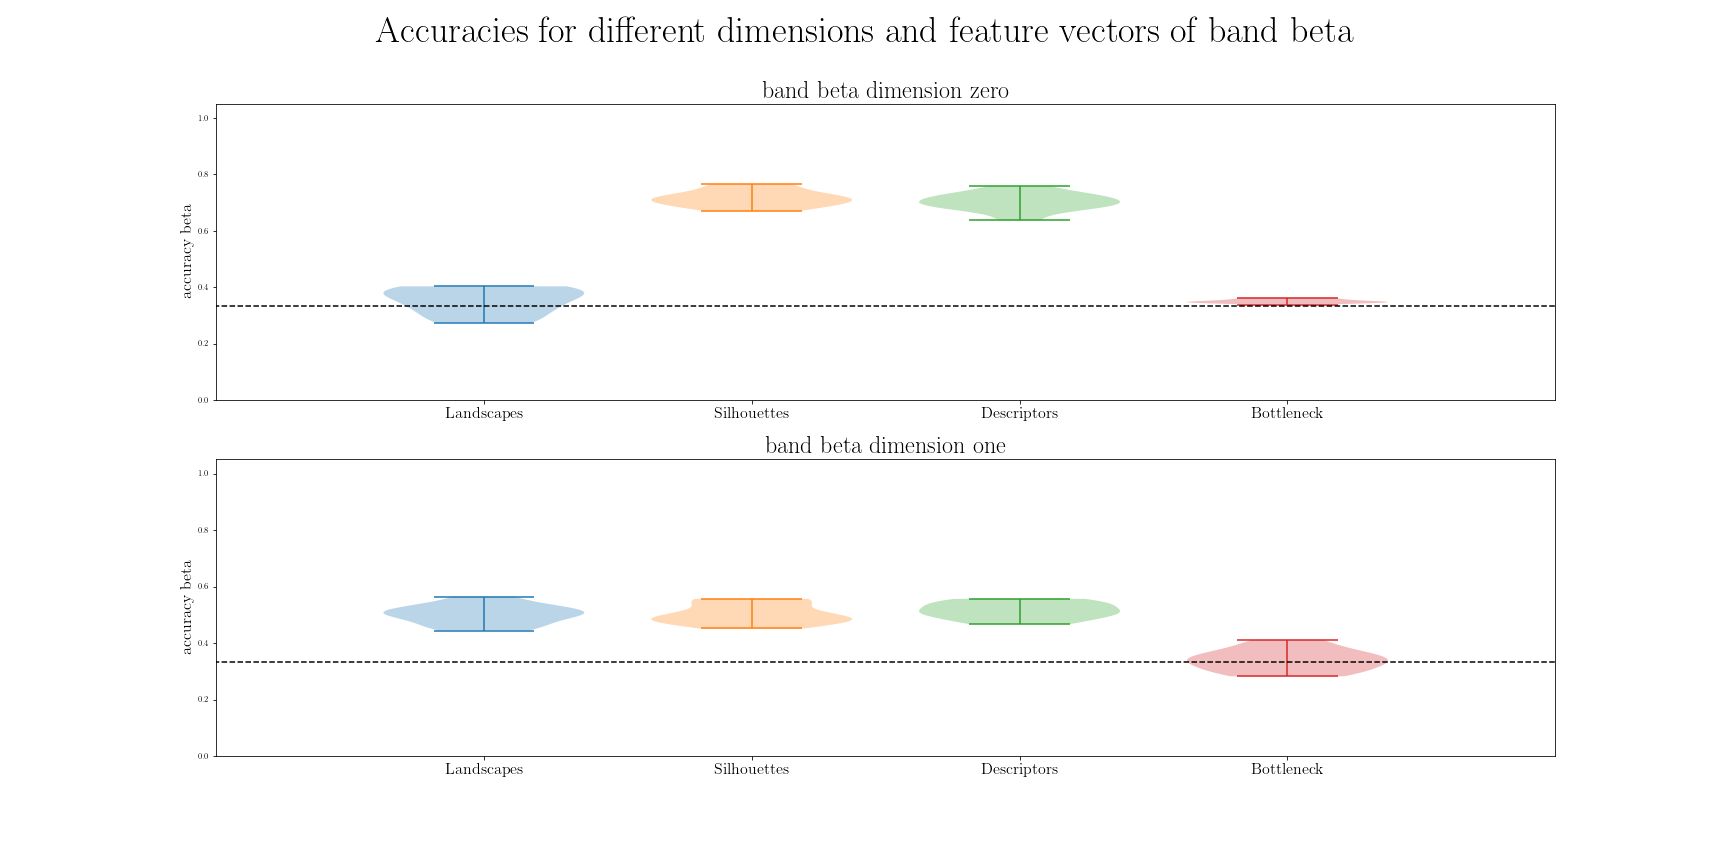 Accuracies for different dimensions and feature vectors of band beta
band beta dimension zero
accuracy beta
1.0
0.8
0.6
0.4
0.2
0.0
Landscapes Silhouettes Descriptors Bottleneck
band beta dimension one
accuracy beta
1.0
0.8
0.6
0.4
0.2
0.0
Landscapes Silhouettes Descriptors Bottleneck